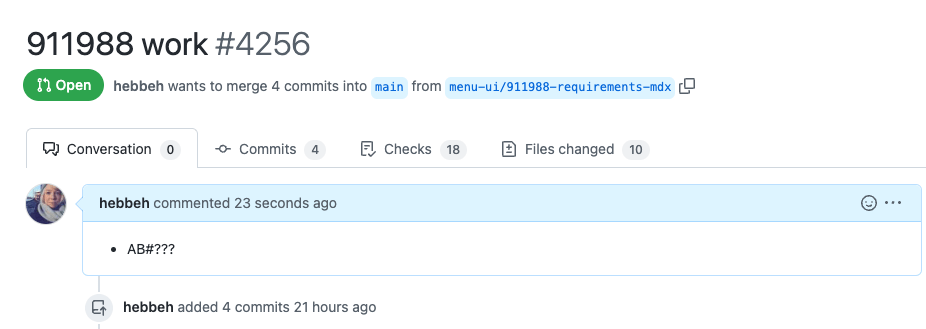 911988 work #4256
Open hebbeh wants to merge 4 commits into main from menu-ui/911988-requirements-mdx
Conversation 0 Commits 4 Checks 18 Files changed 10
hebbeh commented 23 seconds ago
• AB#???
hebbeh added 4 commits 21 hours ago